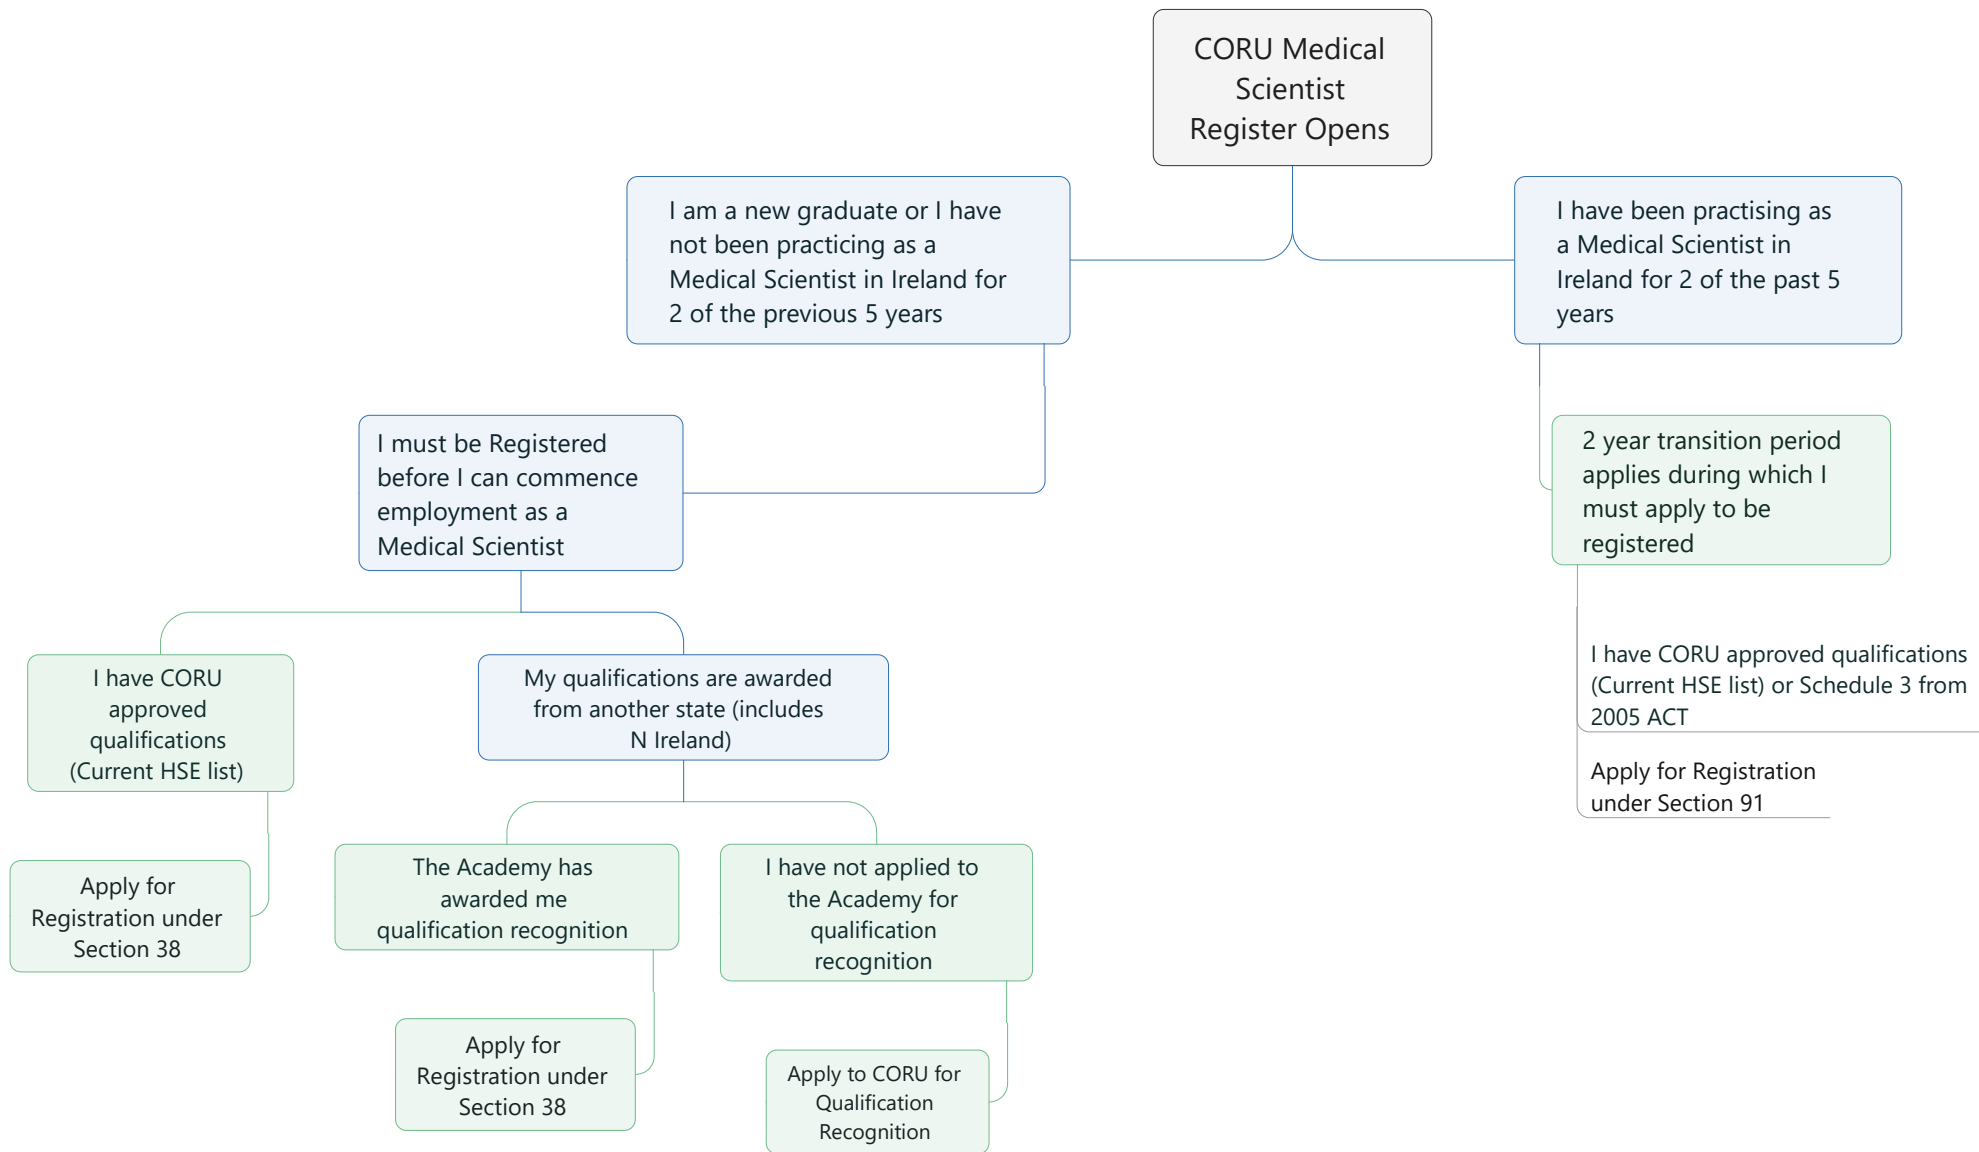 CORU Medical
Scientist
Register Opens
I am a new graduate or I have
not been practicing as a
Medical Scientist in Ireland for
2 of the previous 5 years
I have been practising as
a Medical Scientist in
Ireland for 2 of the past 5
years
I must be Registered
before I can commence
employment as a
Medical Scientist
2 year transition period
applies during which I
must apply to be
registered
I have CORU
approved
qualifications
(Current HSE list)
My qualifications are awarded
from another state (includes
N Ireland)
I have CORU approved qualifications
(Current HSE list) or Schedule 3 from
2005 ACT
Apply for Registration
under Section 91
Apply for
Registration under
Section 38
The Academy has
awarded me
qualification recognition
I have not applied to
the Academy for
qualification
recognition
Apply for
Registration under
Section 38
Apply to CORU for
Qualification
Recognition